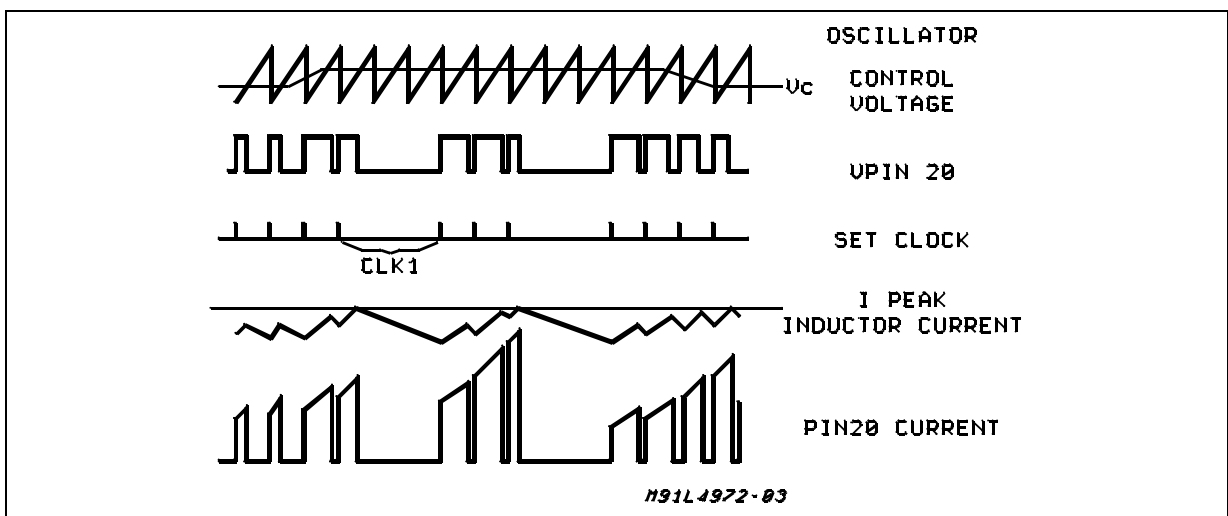 OSCILLATOR
Vc
CONTROL
VOLTAGE
VPIN 20
SET CLOCK
CLK1
I PEAK
INDUCTOR CURRENT
PIN20 CURRENT
M91L4972-03